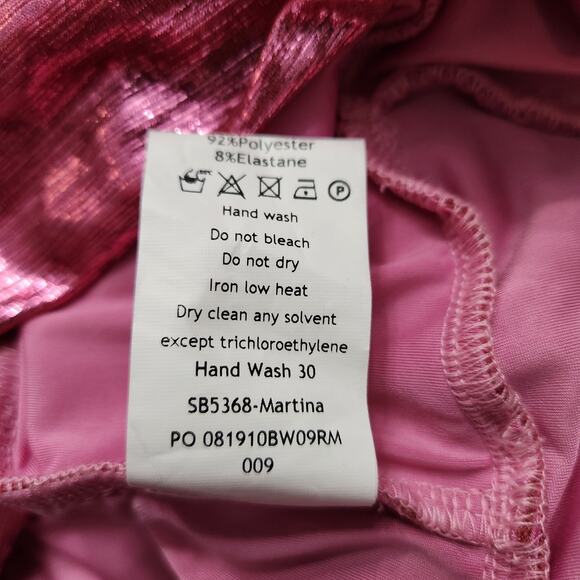 92%Polyester
8%Elastane
P
Hand wash
Do not bleach
Do not dry
Iron low heat
Dry clean any solvent
except trichloroethylene
Hand Wash 30
SB5368-Martina
PO 081910BW09RM
009